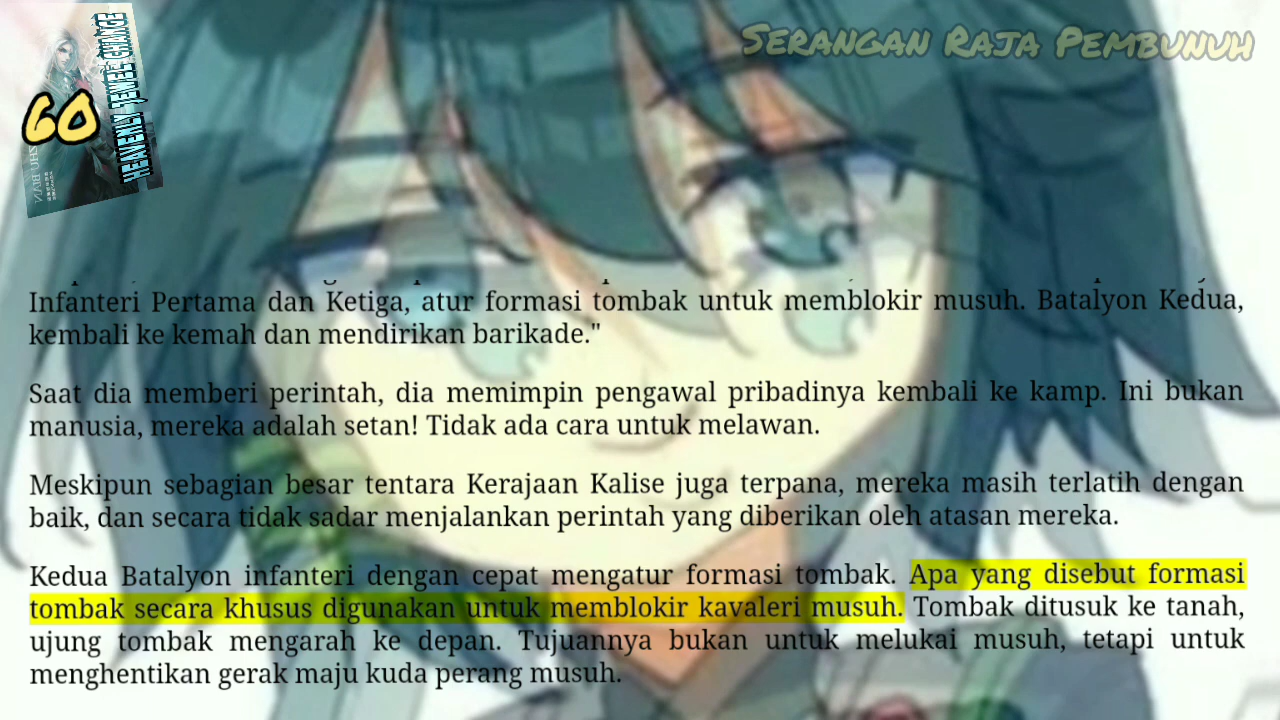 SERANGAN RAJA PEMBUNUH
60
HEAVENLY JEWEL CHANGE
Infanteri Pertama dan Ketiga, atur formasi tombak untuk memblokir musuh. Batalyon Kedua,
kembali ke kemah dan mendirikan barikade."
Saat dia memberi perintah, dia memimpin pengawal pribadinya kembali ke kamp. Ini bukan
manusia, mereka adalah setan! Tidak ada cara untuk melawan.
Meskipun sebagian besar tentara Kerajaan Kalise juga terpana, mereka masih terlatih dengan
baik, dan secara tidak sadar menjalankan perintah yang diberikan oleh atasan mereka.
Kedua Batalyon infanteri dengan cepat mengatur formasi tombak. Apa yang disebut formasi
tombak secara khusus digunakan untuk memblokir kavaleri musuh. Tombak ditusuk ke tanah,
ujung tombak mengarah ke depan. Tujuannya bukan untuk melukai musuh, tetapi untuk
menghentikan gerak maju kuda perang musuh.